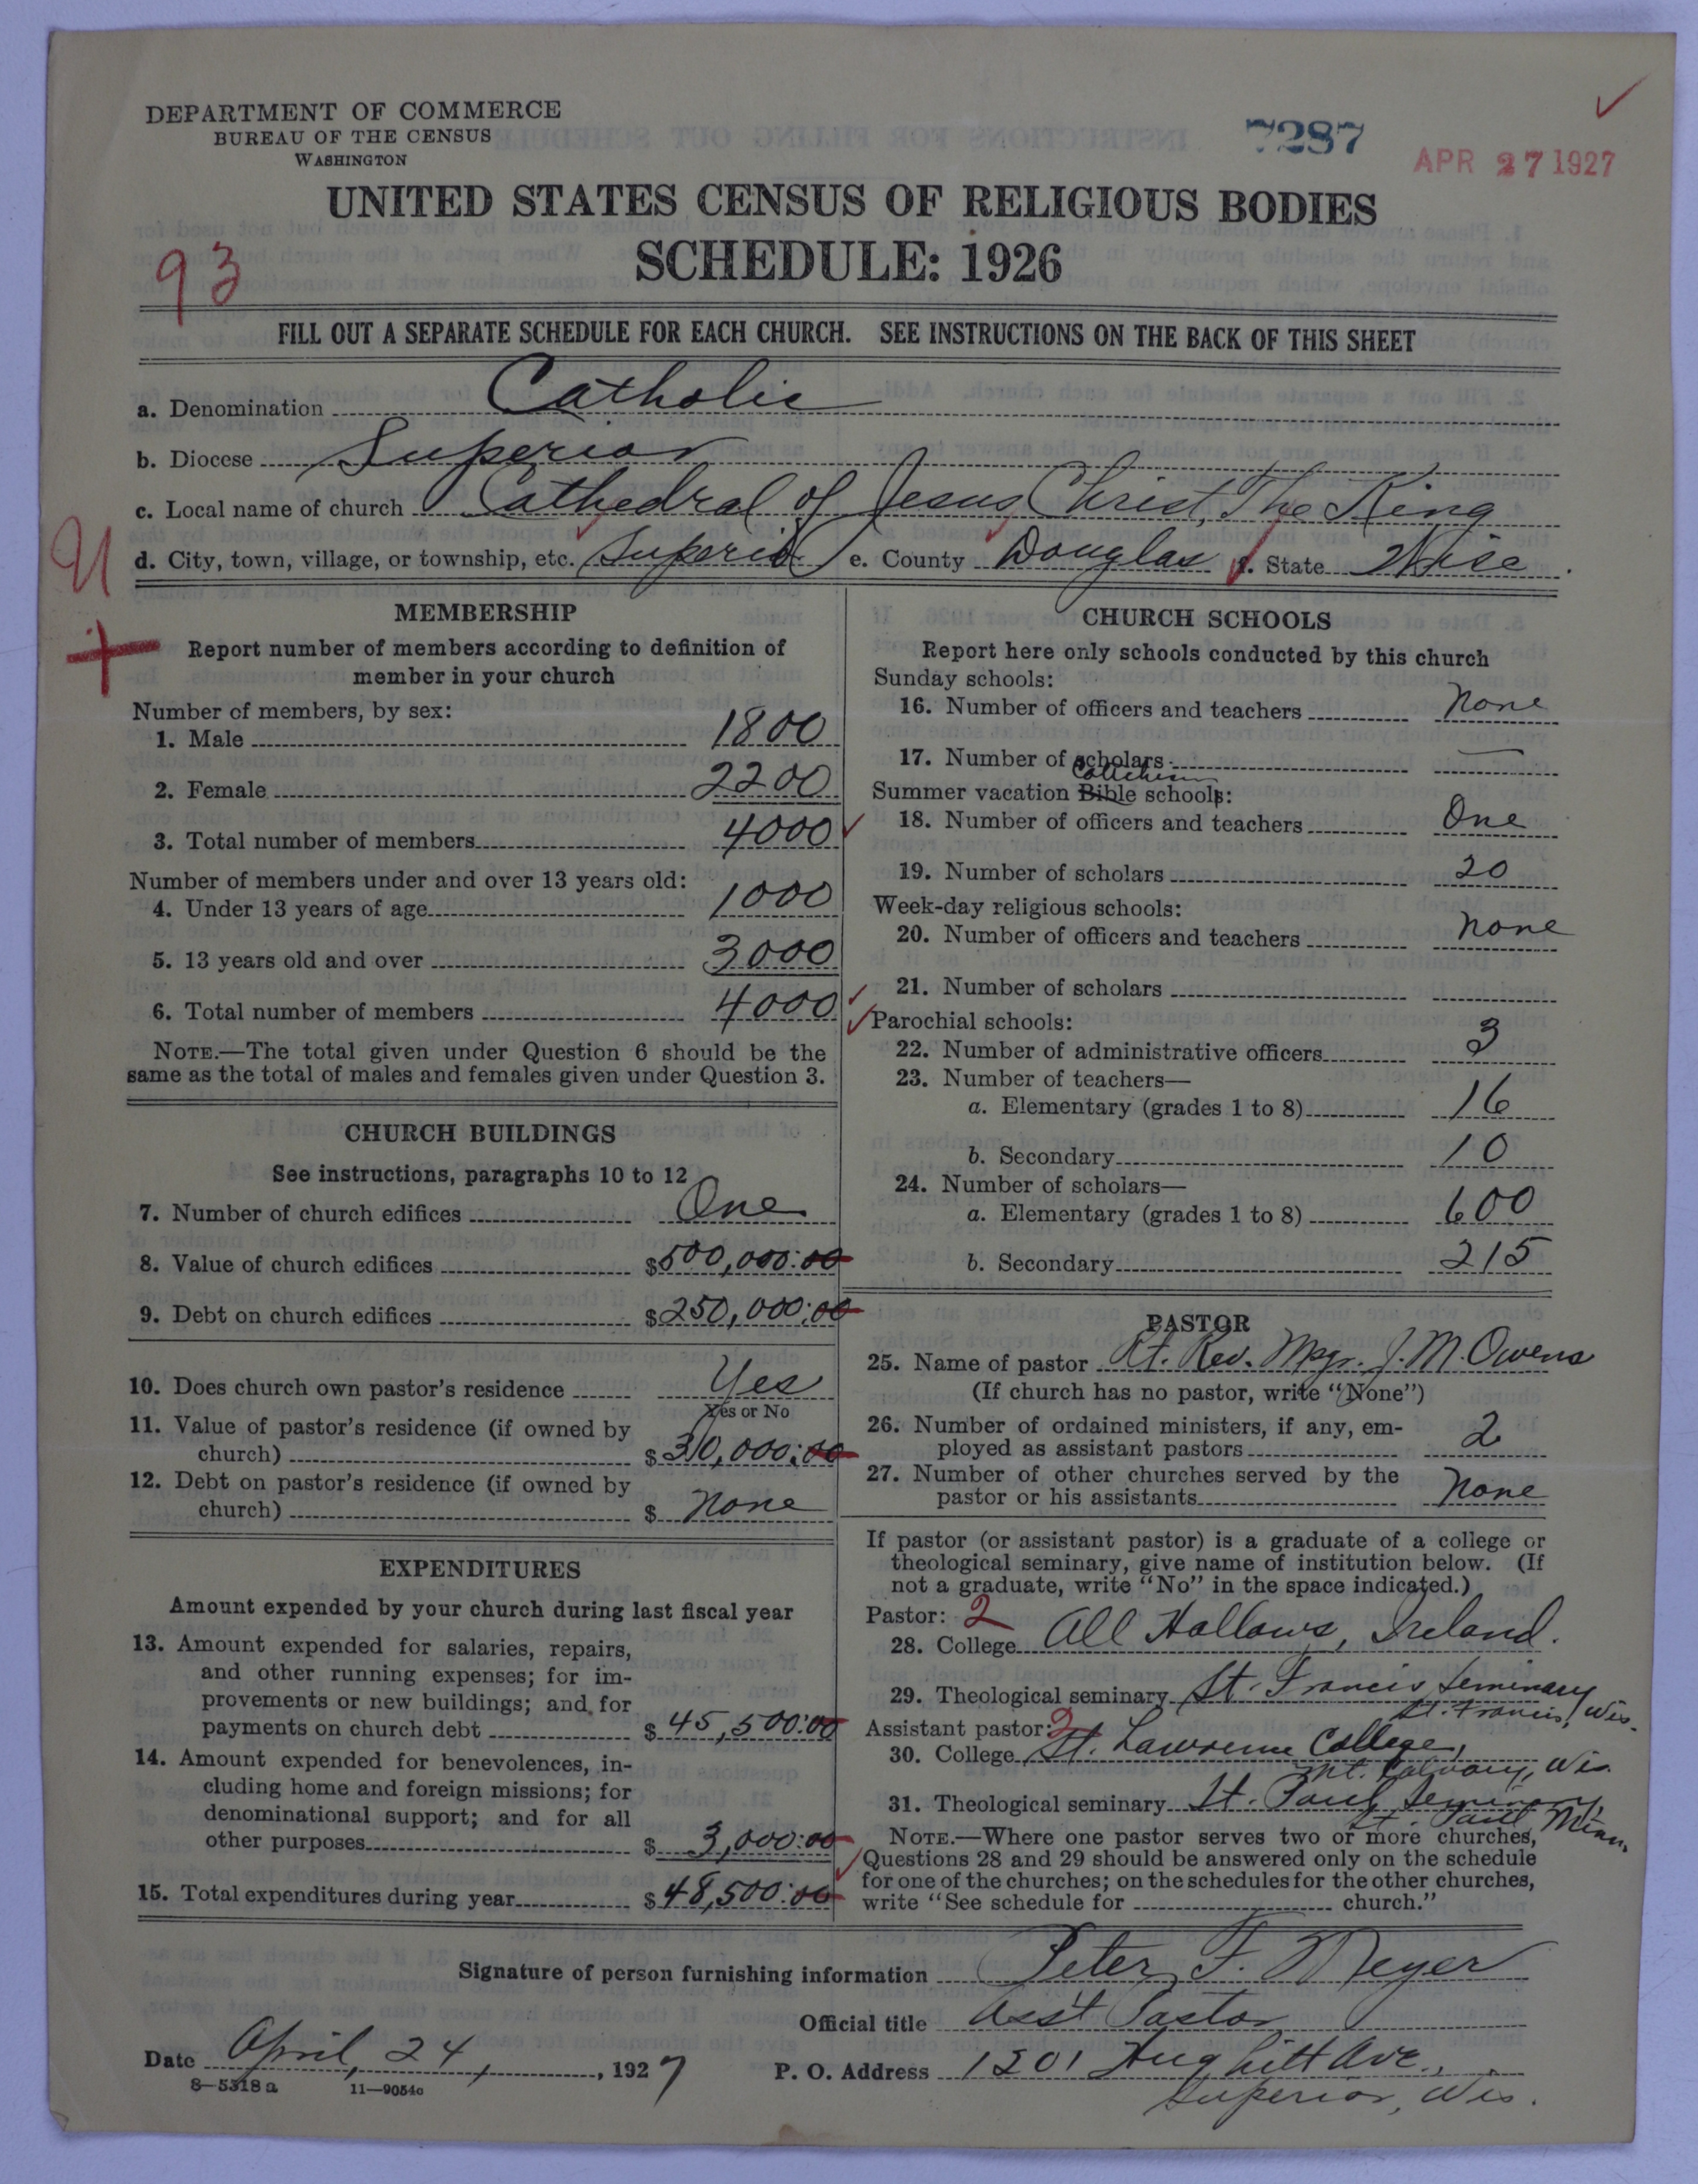 DEPARTMENT OF COMMERCE
BUREAU OF THE CENSUS
WASHINGTON
7287
APR 27 1927
UNITED STATES CENSUS OF RELIGIOUS BODIES
SCHEDULE: 1926
93
FILL OUT A SEPARATE SCHEDULE FOR EACH CHURCH. SEE INSTRUCTIONS ON THE BACK OF THIS SHEET
a. Denomination Catholic
b. Diocese Superior
c. Local name of church Cathedral of Jesus Christ, The King
d. City, town, village, or township, etc. Superior e. County Douglas f. State Wisc
MEMBERSHIP
Report number of members according to definition of
member in your church
Number of members, by sex:
1. Male 1800
2. Female 2200
3. Total number of members 4000
Number of members under and over 13 years old:
4. Under 13 years of age 1000
5. 13 years old and over 3000
6. Total number of members 4000
NOTE.—The total given under Question 6 should be the
same as the total of males and females given under Question 3.
CHURCH BUILDINGS
See instructions, paragraphs 10 to 12
7. Number of church edifices One
8. Value of church edifices $500,000:00
9. Debt on church edifices $250,000:00
10. Does church own pastor's residence Yes
Yes or No
11. Value of pastor's residence (if owned by
church) $30,000:00
12. Debt on pastor's residence (if owned by
church) $ None
EXPENDITURES
Amount expended by your church during last fiscal year
13. Amount expended for salaries, repairs,
and other running expenses; for im-
provements or new buildings; and for
payments on church debt $45,500:00
14. Amount expended for benevolences, in-
cluding home and foreign missions; for
denominational support; and for all
other purposes $3,000:00
15. Total expenditures during year $48,500:00
CHURCH SCHOOLS
Report here only schools conducted by this church
Sunday schools:
16. Number of officers and teachers None
17. Number of scholars —
Catechism
Summer vacation Bible schools:
18. Number of officers and teachers One
19. Number of scholars 20
Week-day religious schools:
20. Number of officers and teachers None
21. Number of scholars
Parochial schools:
22. Number of administrative officers 3
23. Number of teachers—
a. Elementary (grades 1 to 8) 16
b. Secondary 10
24. Number of scholars—
a. Elementary (grades 1 to 8) 600
b. Secondary 215
PASTOR
25. Name of pastor Rt. Rev. Msgr. J. M. Owens
(If church has no pastor, write "None")
26. Number of ordained ministers, if any, em-
ployed as assistant pastors 2
27. Number of other churches served by the
pastor or his assistants None
If pastor (or assistant pastor) is a graduate of a college or
theological seminary, give name of institution below. (If
not a graduate, write "No" in the space indicated.)
Pastor: 2
28. College All Hallows, Ireland.
29. Theological seminary St. Francis Seminary
St. Francis, Wis.
Assistant pastor: 2
30. College St. Lawrence College,
Mt. Calvary, Wis.
31. Theological seminary St. Paul Seminary,
St. Paul Minn.
NOTE.—Where one pastor serves two or more churches,
Questions 28 and 29 should be answered only on the schedule
for one of the churches; on the schedules for the other churches,
write "See schedule for church."
Signature of person furnishing information Peter F. Meyer
Official title Ass't Pastor
Date April, 24, 1927
P. O. Address 1201 Hughitt Ave.,
Superior, Wis.
8-5318a 11-9054c